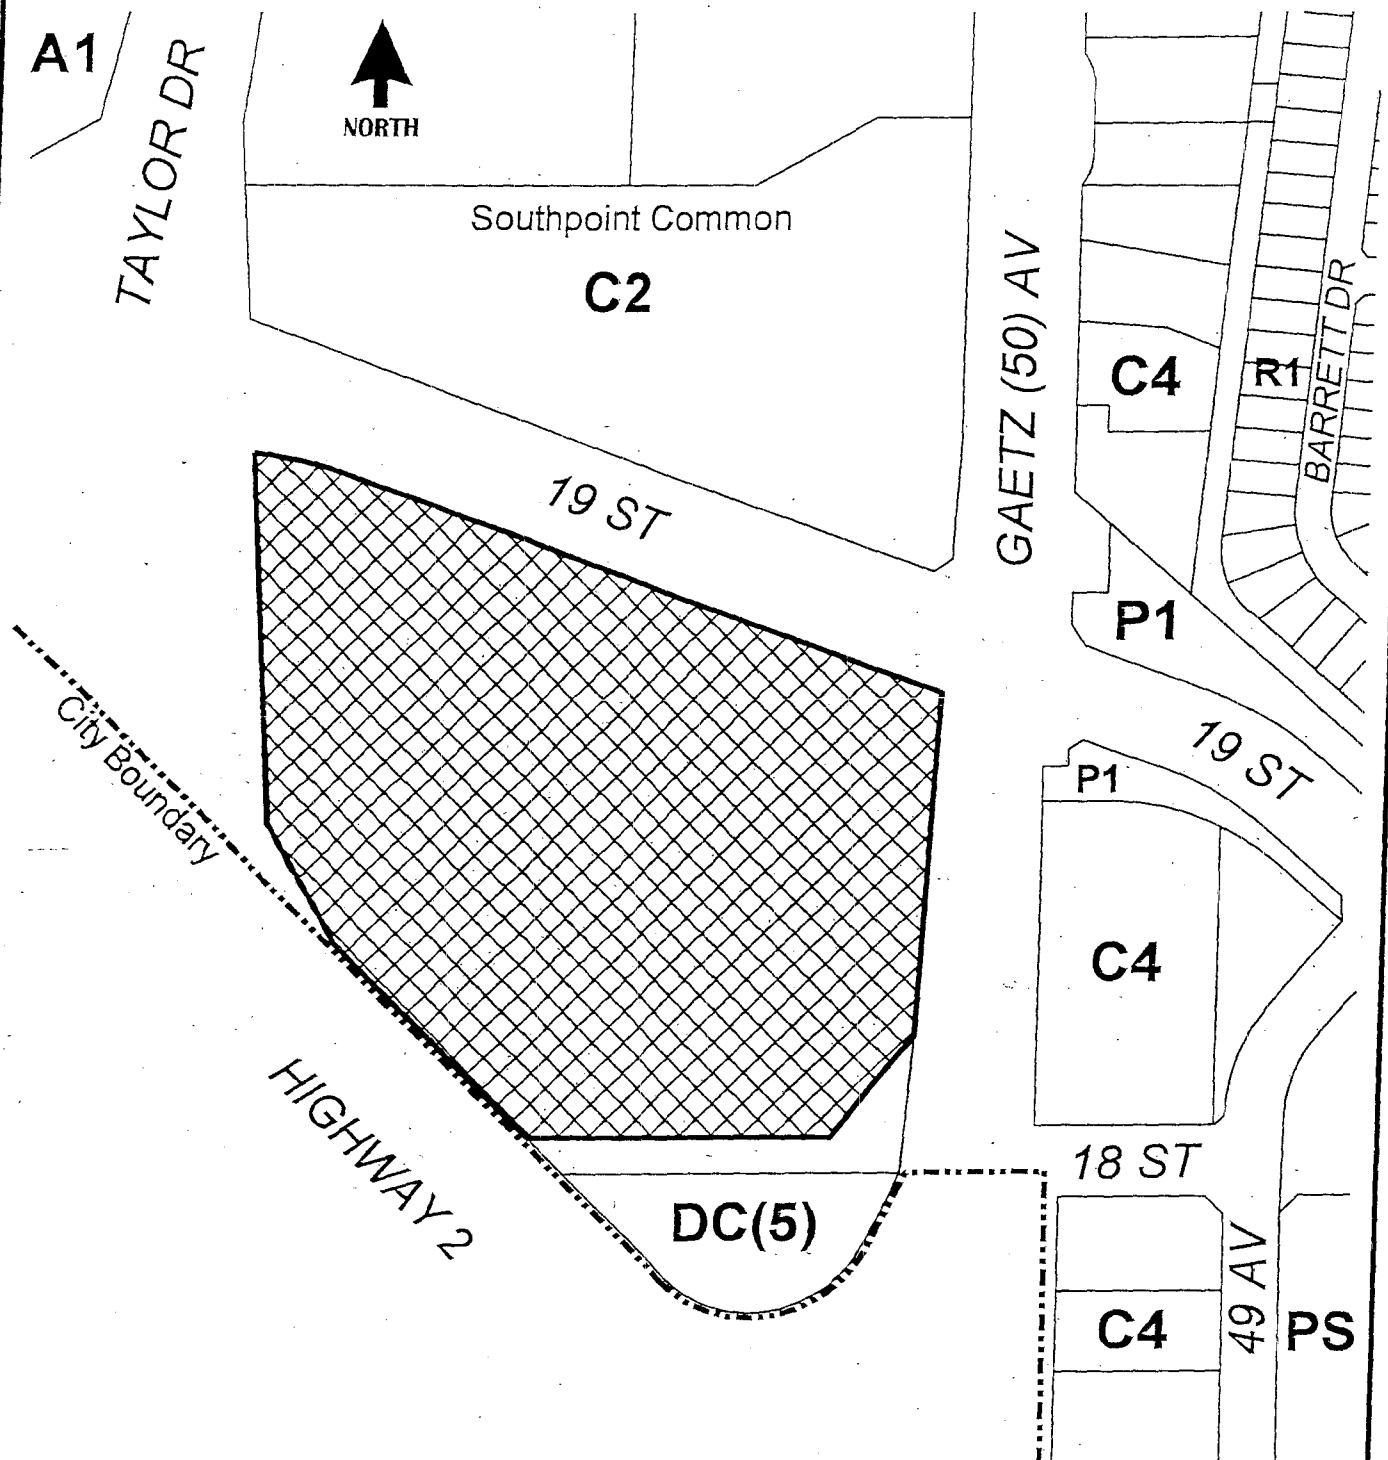 A1
TAYLOR DR
NORTH
Southpoint Common
C2
GAETZ (50) AV
C4
R1
BARRETT DR
19 ST
P1
City Boundary
19 ST
P1
C4
HIGHWAY 2
18 ST
DC(5)
49 AV
C4
PS